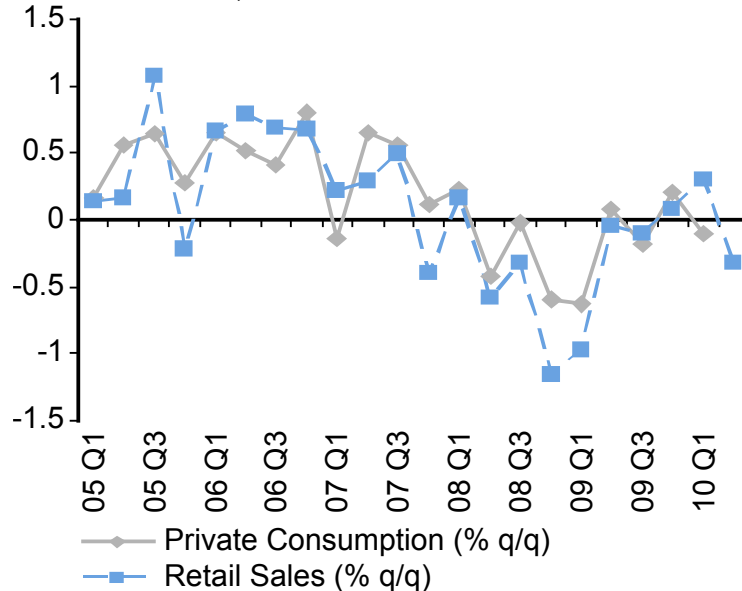 1.5
1
0.5
0
-0.5
-1
-1.5
05 Q1
05 Q3
06 Q1
06 Q3
07 Q1
07 Q3
08 Q1
08 Q3
09 Q1
09 Q3
10 Q1
Private Consumption (% q/q)
Retail Sales (% q/q)